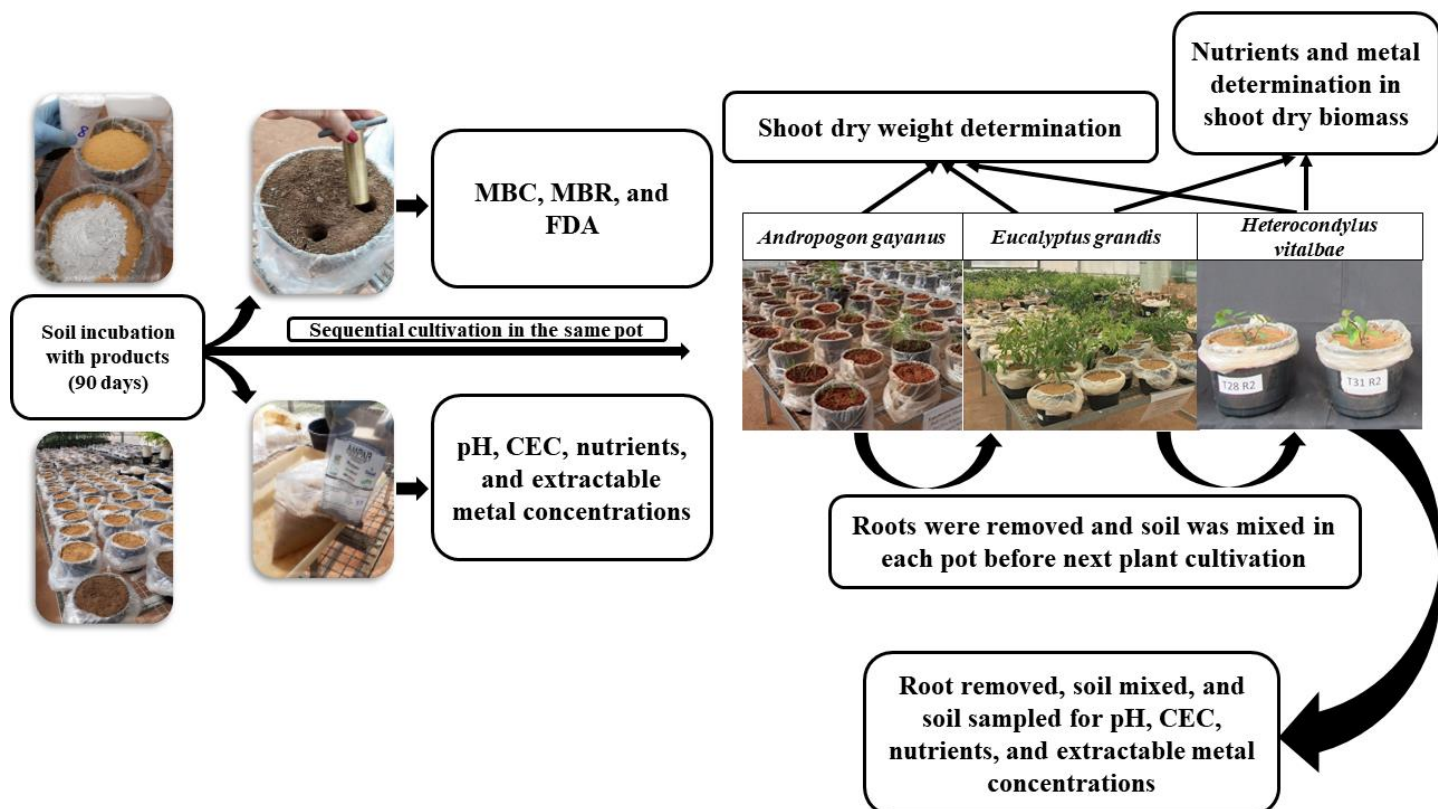 Soil incubation
with products
(90 days)
MBC, MBR, and
FDA
Sequential cultivation in the same pot
pH, CEC, nutrients,
and extractable
metal concentrations
Shoot dry weight determination
Nutrients and metal
determination in
shoot dry biomass
Andropogon gayanus
Eucalyptus grandis
Heterocondylus
vitalbae
T28 R2
T31 R2
Roots were removed and soil was mixed in
each pot before next plant cultivation
Root removed, soil mixed, and
soil sampled for pH, CEC,
nutrients, and extractable metal
concentrations